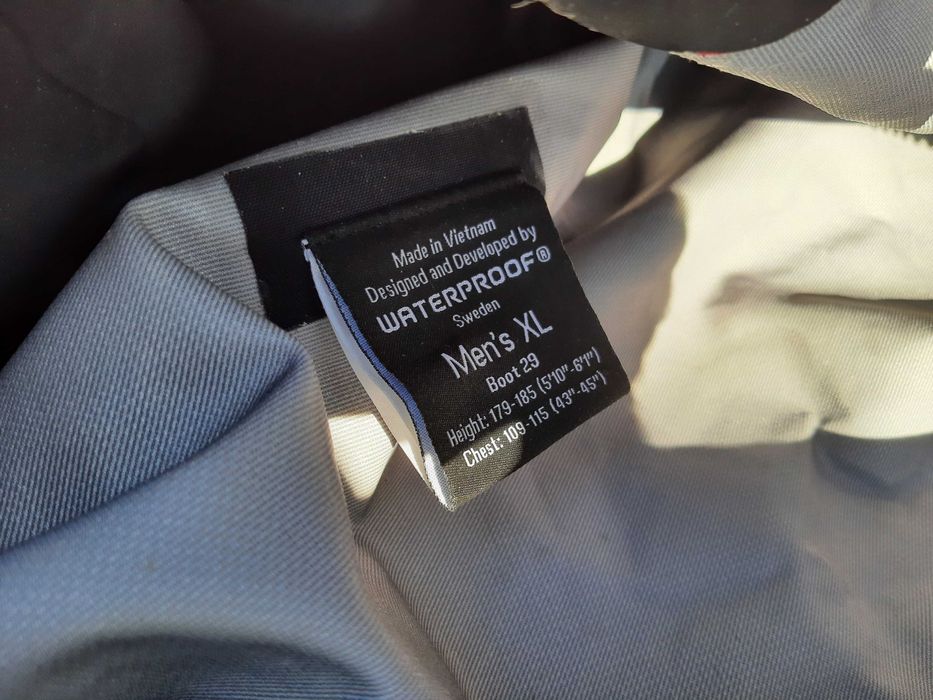 Made in Vietnam
Designed and Developed by
WATERPROOF®
Sweden
Men's XL
Boot 29
Height: 179-185 (5'10"-6'1")
Chest: 109-115 (43"-45")